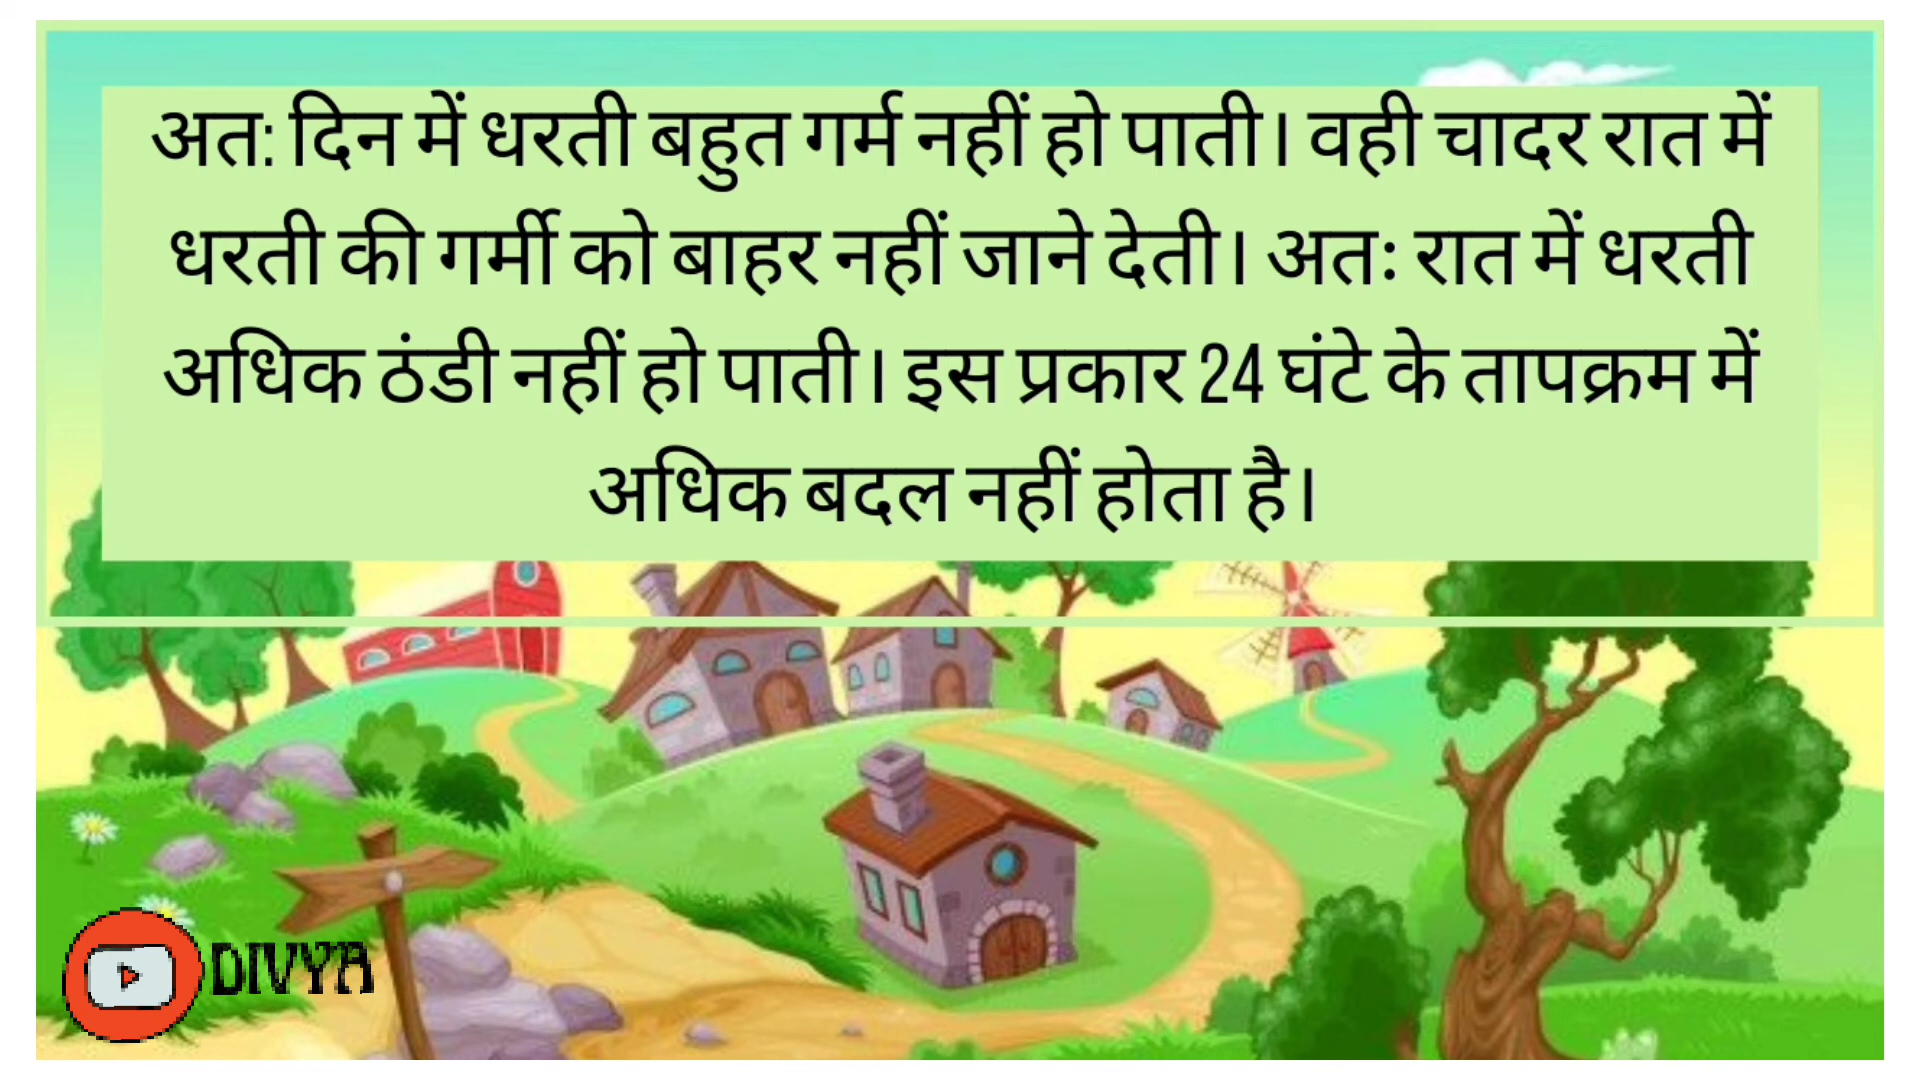 अत: दिन में धरती बहुत गर्म नहीं हो पाती। वही चादर रात में
धरती की गर्मी को बाहर नहीं जाने देती। अतः रात में धरती
अधिक ठंडी नहीं हो पाती। इस प्रकार 24 घंटे के तापक्रम में
अधिक बदल नहीं होता है।
DIVYA